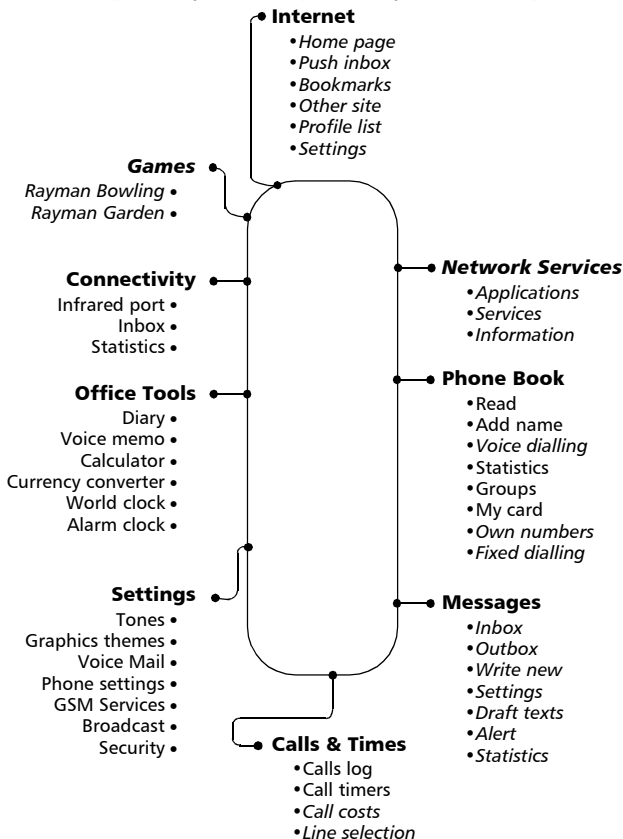 Internet
•Home page
•Push inbox
•Bookmarks
•Other site
•Profile list
•Settings
Games
Rayman Bowling •
Rayman Garden •
Connectivity
Infrared port •
Inbox •
Statistics •
Office Tools
Diary •
Voice memo •
Calculator •
Currency converter •
World clock •
Alarm clock •
Settings
Tones •
Graphics themes •
Voice Mail •
Phone settings •
GSM Services •
Broadcast •
Security •
Network Services
•Applications
•Services
•Information
Phone Book
•Read
•Add name
•Voice dialling
•Statistics
•Groups
•My card
•Own numbers
•Fixed dialling
Messages
•Inbox
•Outbox
•Write new
•Settings
•Draft texts
•Alert
•Statistics
Calls & Times
•Calls log
•Call timers
•Call costs
•Line selection